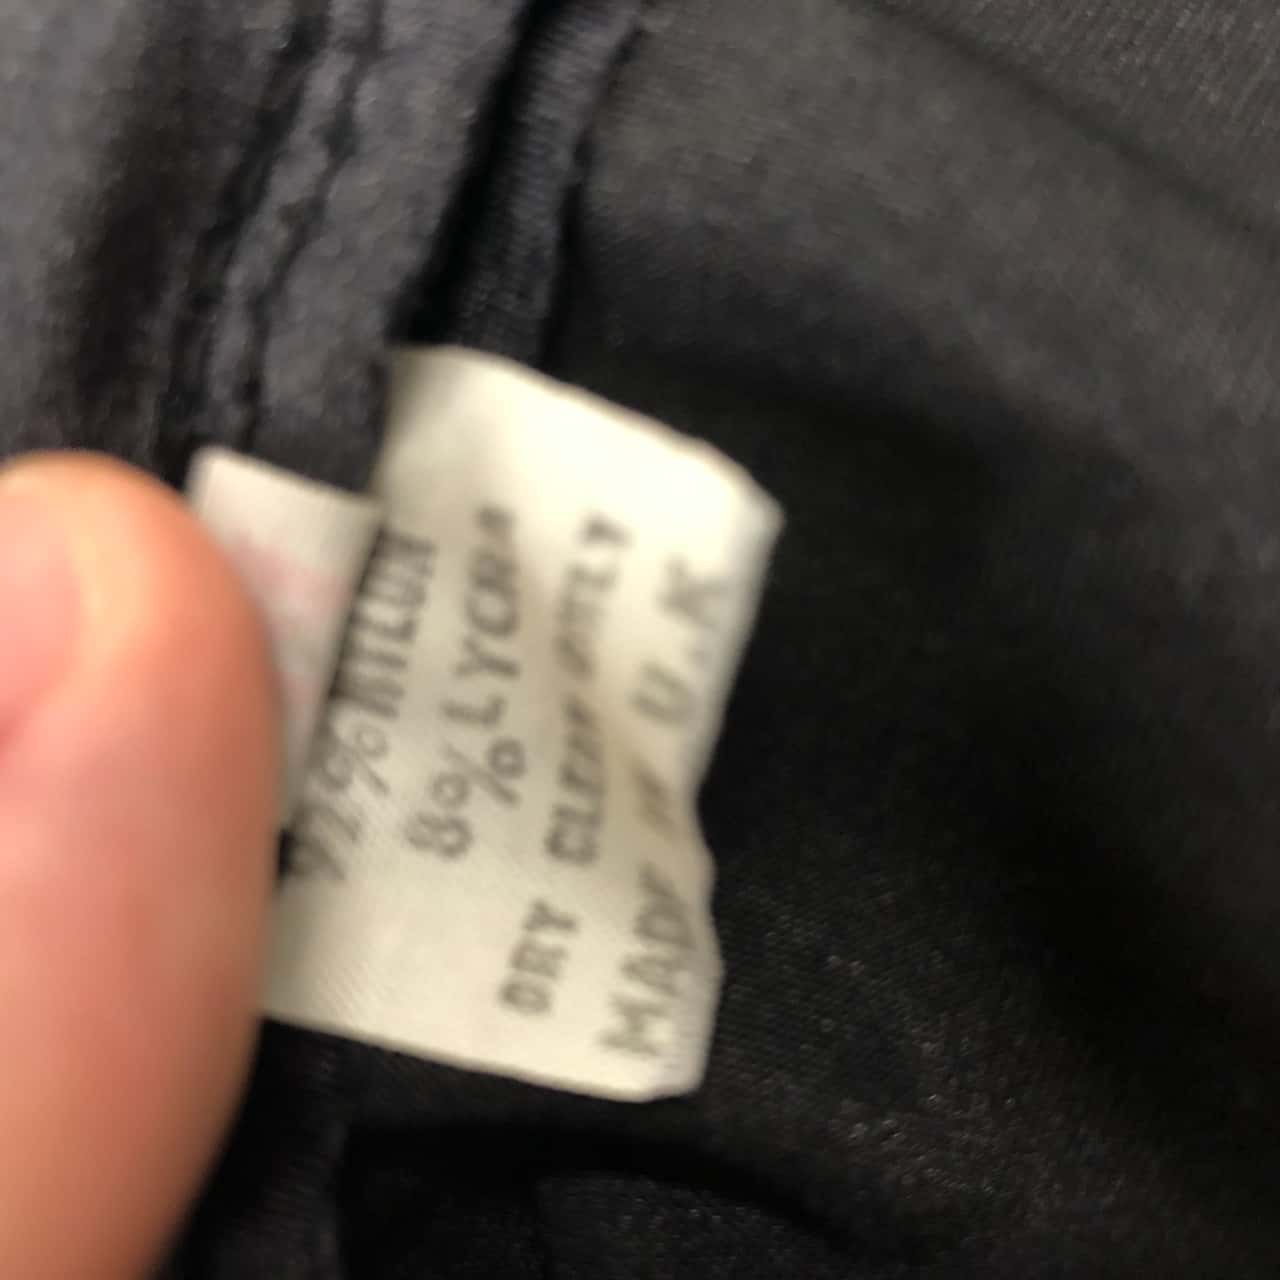 % NYLON
8% LYCRA
DRY CLEAN ONLY
MADE IN U.K